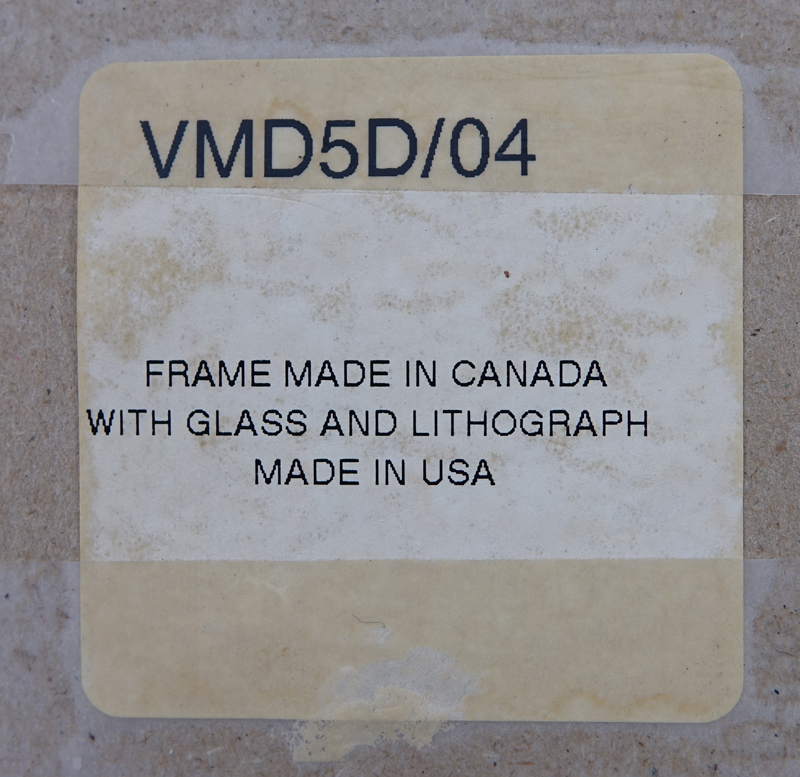 VMD5D/04
FRAME MADE IN CANADA
WITH GLASS AND LITHOGRAPH
MADE IN USA